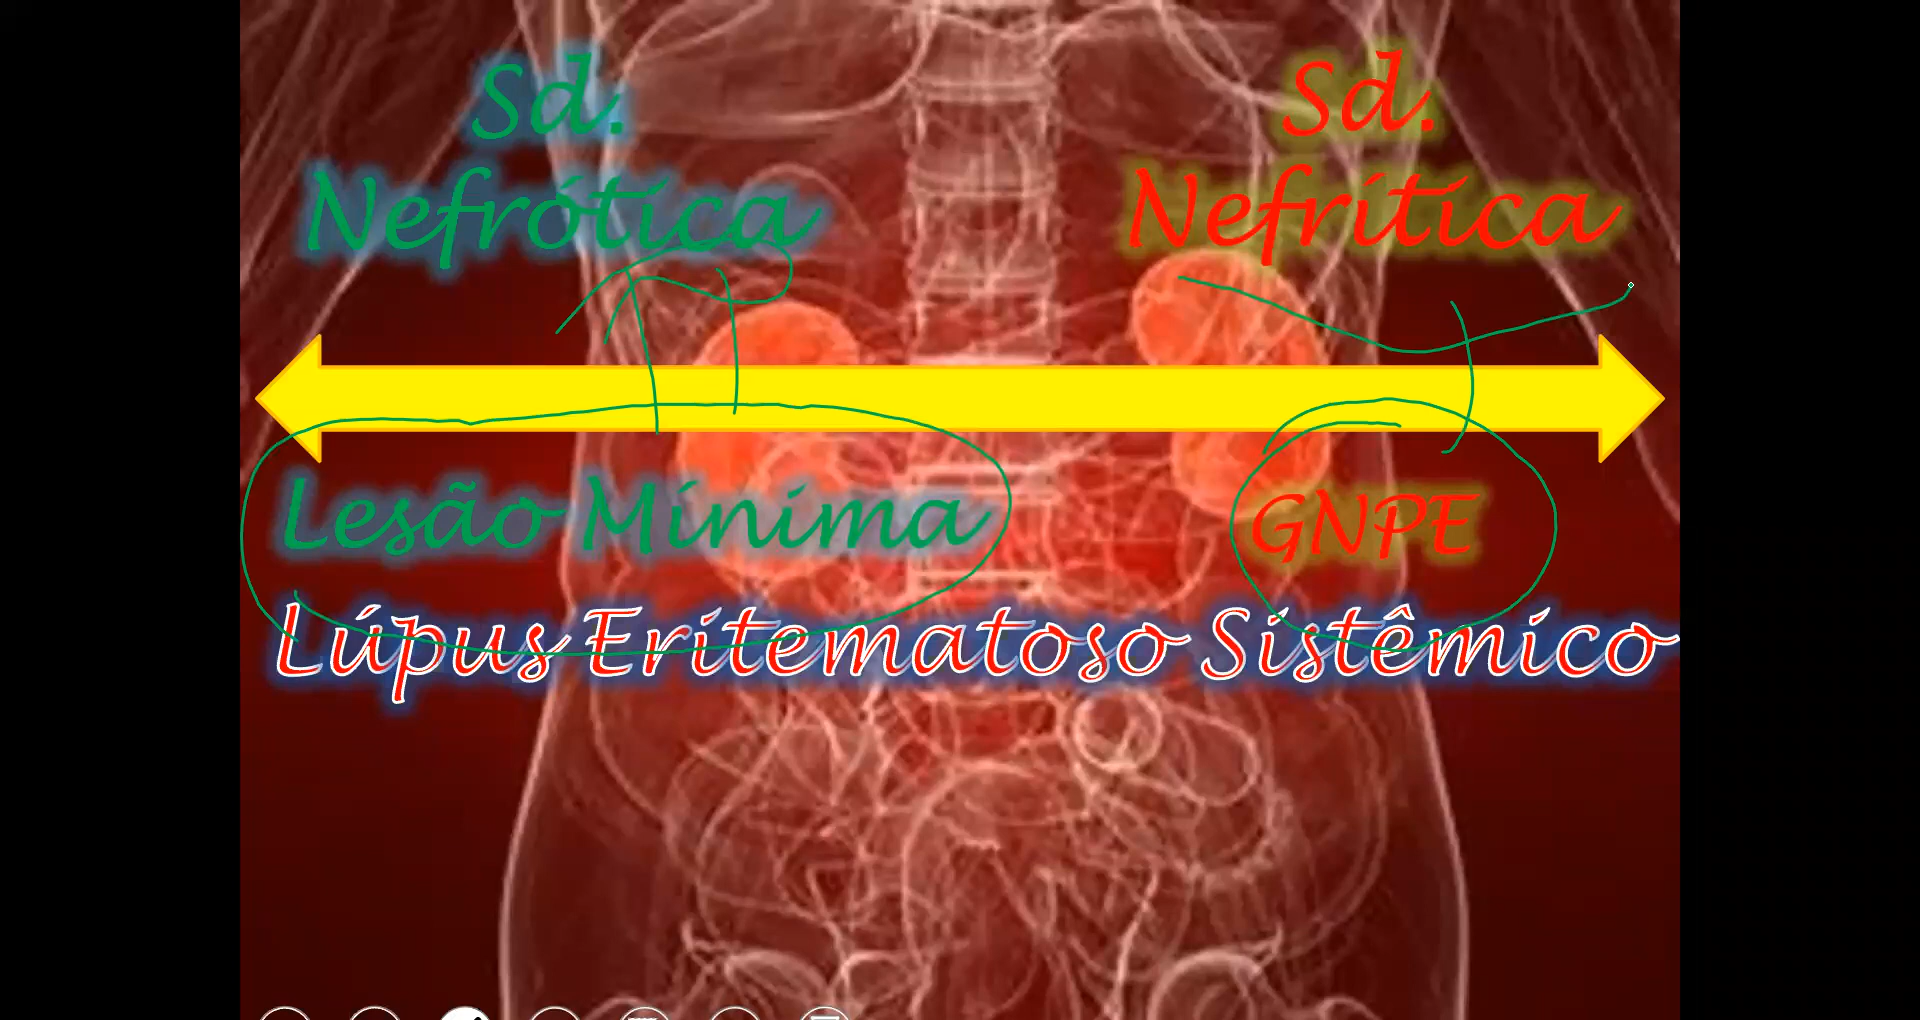 Sd.
Nefrótica
Sd.
Nefrítica
Lesão Mínima
GNPE
Lúpus Eritematoso Sistêmico